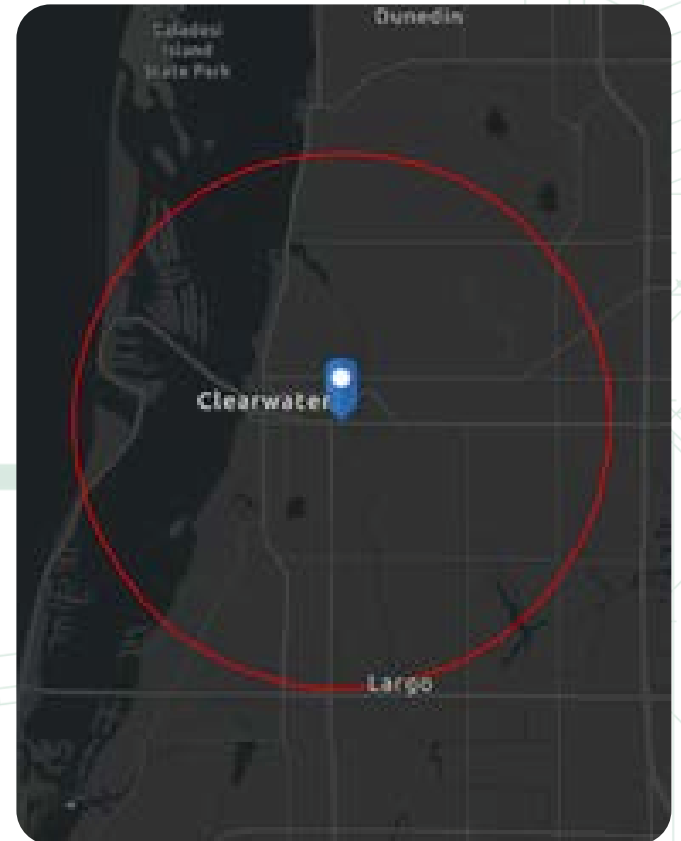 Caladesi
Island
State Park
Dunedin
Clearwater
Largo